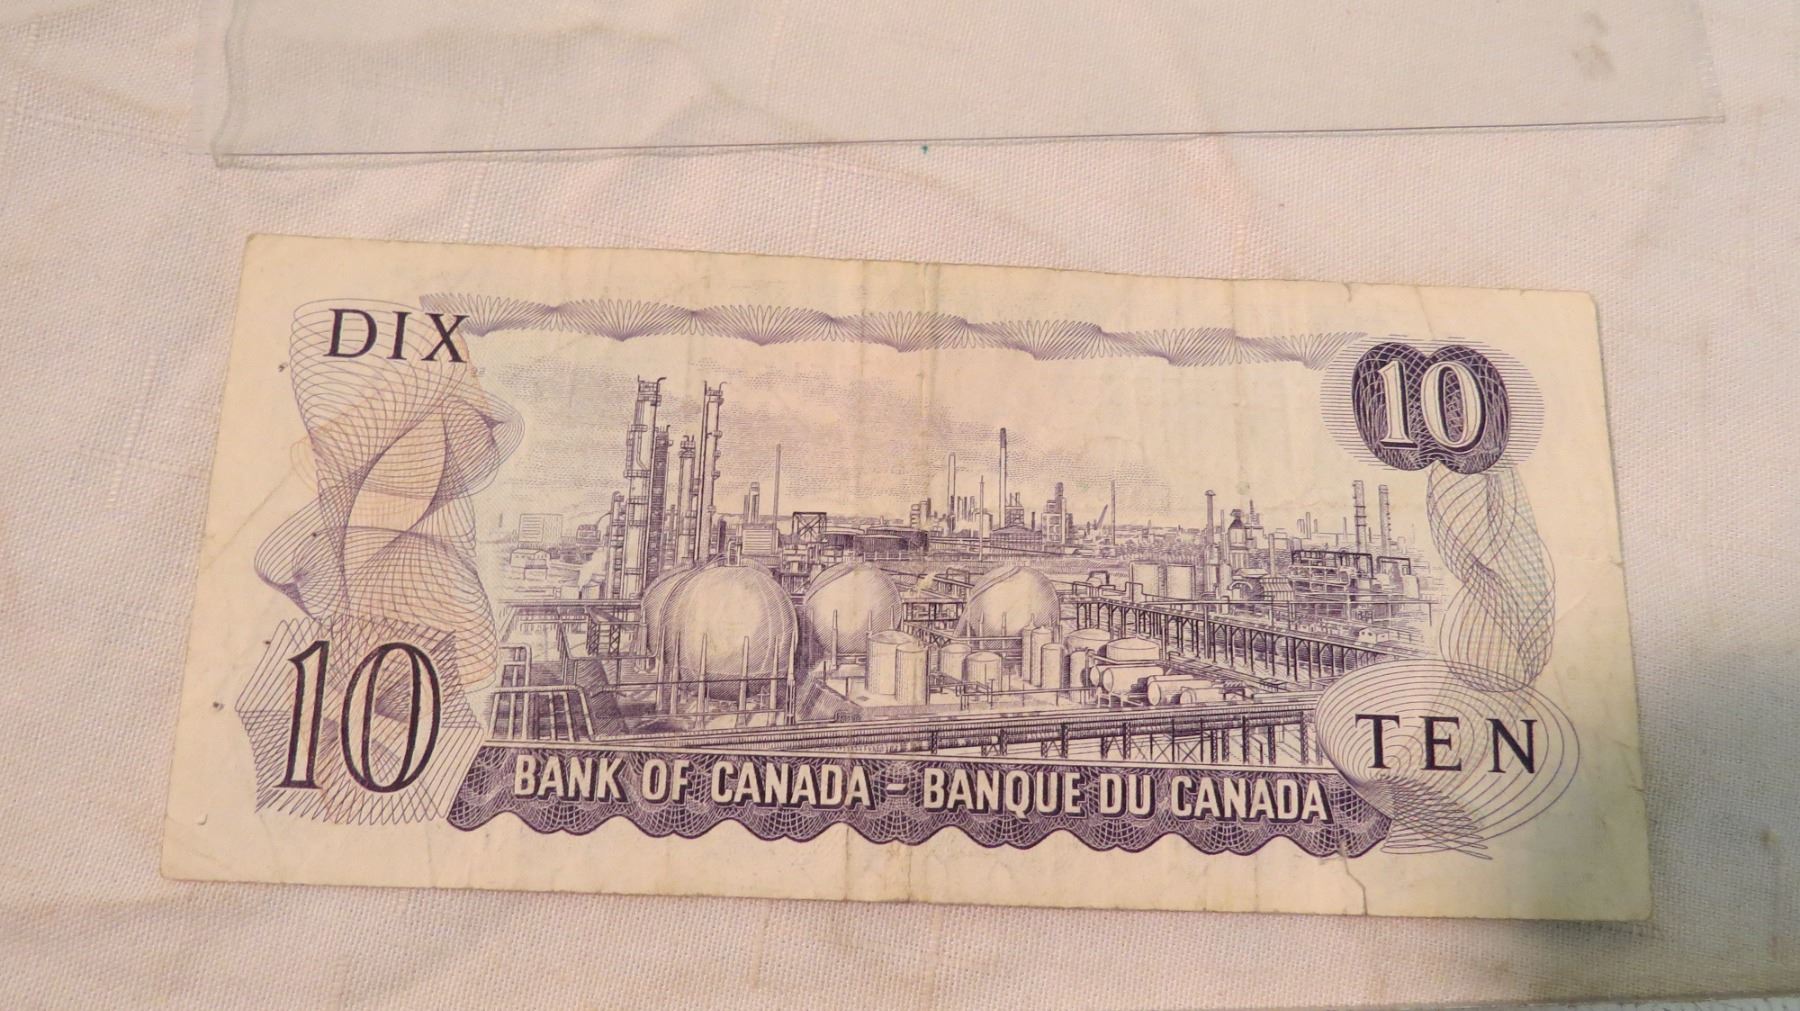 DIX
10
10
TEN
BANK OF CANADA – BANQUE DU CANADA